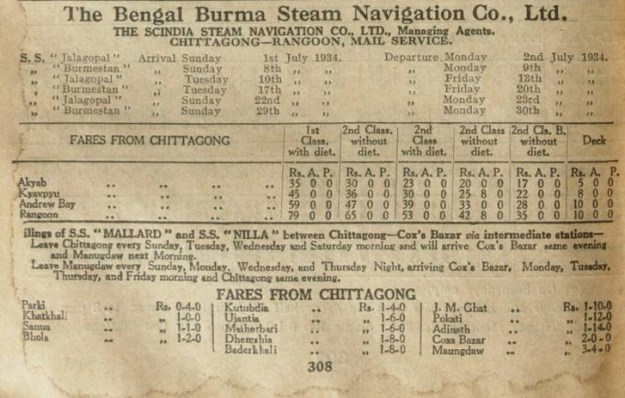 The Bengal Burma Steam Navigation Co., Ltd.
THE SCINDIA STEAM NAVIGATION CO., LTD., Managing Agents.
CHITTAGONG—RANGOON, MAIL SERVICE.
S. S. "Jalagopal" Arrival Sunday 1st July 1934. Departure Monday 2nd July 1934.
„ "Burmestan" „ Sunday 8th „ „ „ Monday 9th „ „
„ "Jalagopal" „ Tuesday 10th „ „ „ Friday 13th „ „
„ "Burmestan" „ Tuesday 17th „ „ „ Friday 20th „ „
„ "Jalagopal" „ Sunday 22nd „ „ „ Monday 23rd „ „
„ "Burmestan" „ Sunday 29th „ „ „ Monday 30th „ „
FARES FROM CHITTAGONG 1st Class. with diet. 2nd Class. without diet. 2nd Class with diet. 2nd Class without diet. 2nd Cls. B. without diet. Deck
Rs. A. P. Rs. A. P. Rs. A. P. Rs. A. P. Rs. A. P. Rs. A. P.
Akyab .. .. .. .. 35 0 0 30 0 0 23 0 0 20 0 0 17 0 0 5 0 0
Kyavpyu .. .. .. .. 45 0 0 36 0 0 30 0 0 25 8 0 22 0 0 8 0 0
Andrew Bay .. .. .. .. 59 0 0 47 0 0 39 0 0 33 0 0 28 0 0 10 0 0
Rangoon .. .. .. .. 79 0 0 65 0 0 53 0 0 42 8 0 35 0 0 10 0 0
ilings of S.S. "MALLARD" and S.S. "NILLA" between Chittagong—Cox's Bazar via intermediate stations—
Leave Chittagong every Sunday, Tuesday, Wednesday and Saturday morning and will arrive Cox's Bazar same evening
and Manugdaw next Morning.
Leave Manugdaw every Sunday, Monday, Wednesday, and Thursday Night, arriving Cox's Bazar, Monday, Tuesday,
Thursday, and Friday morning and Chittagong same evening.
FARES FROM CHITTAGONG
Parki .. Rs. 0-4-0 Kutubdia .. Rs. 1-4-0 J. M. Ghat .. Rs. 1-10-0
Khatkhali .. „ 1-0-0 Ujantia .. „ 1-6-0 Pokati .. „ 1-12-0
Sanua .. „ 1-1-0 Matharbari .. „ 1-6-0 Adinath .. „ 1-14-0
Bhola .. „ 1-2-0 Dhemshia .. „ 1-8-0 Coxs Bazar .. „ 2-0-0
Baderkhali .. „ 1-8-0 Maungdaw .. „ 3-4-0
308